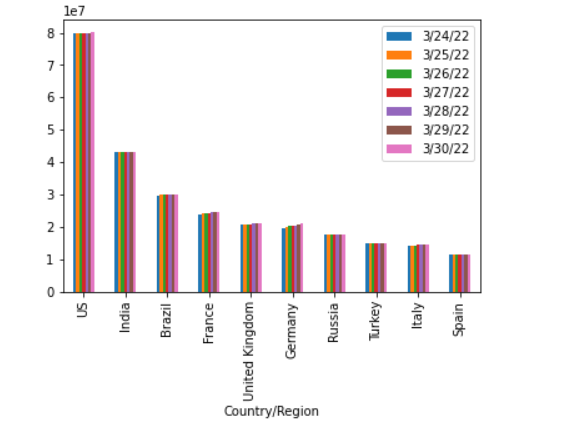 1e7
8
7
6
5
4
3
2
1
0
3/24/22
3/25/22
3/26/22
3/27/22
3/28/22
3/29/22
3/30/22
US
India
Brazil
France
United Kingdom
Germany
Russia
Turkey
Italy
Spain
Country/Region